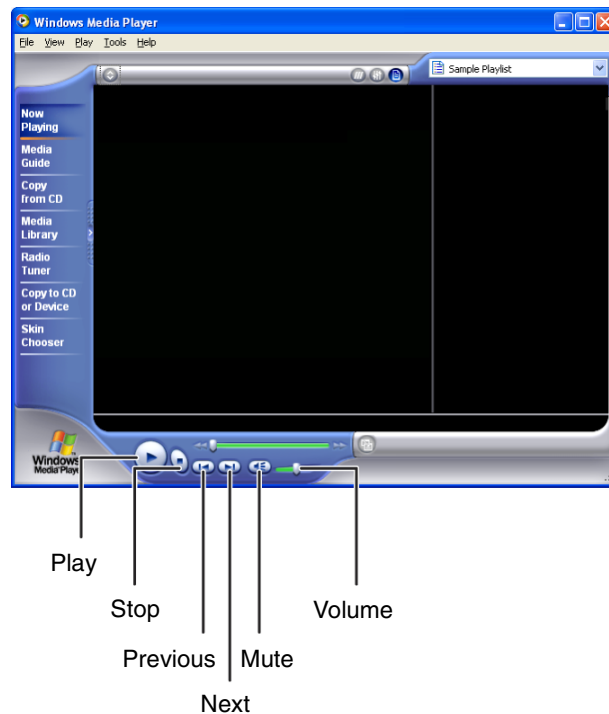 Windows Media Player
File View Play Tools Help
Sample Playlist
Now
Playing
Media
Guide
Copy
from CD
Media
Library
Radio
Tuner
Copy to CD
or Device
Skin
Chooser
Windows
Media Playe
Play
Stop
Volume
Previous
Mute
Next